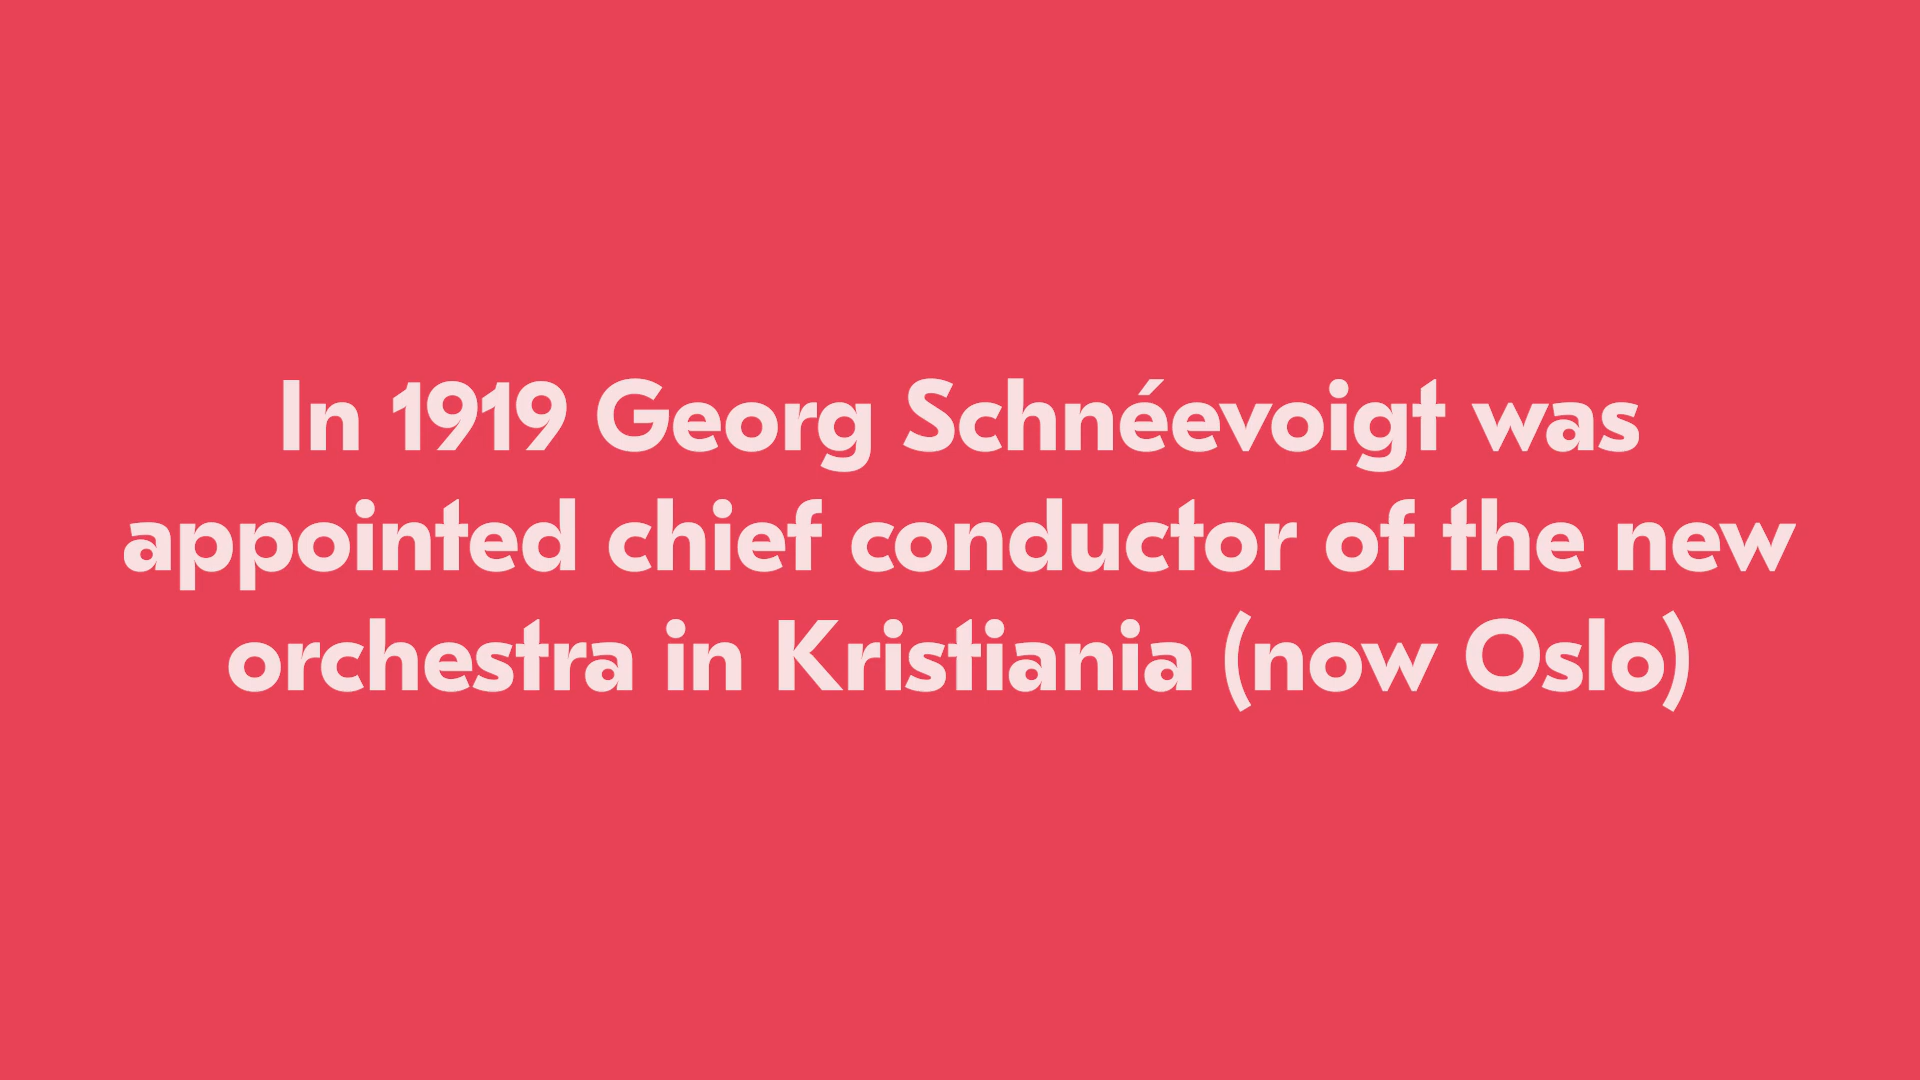 In 1919 Georg Schnéevoigt was
appointed chief conductor of the new
orchestra in Kristiania (now Oslo)